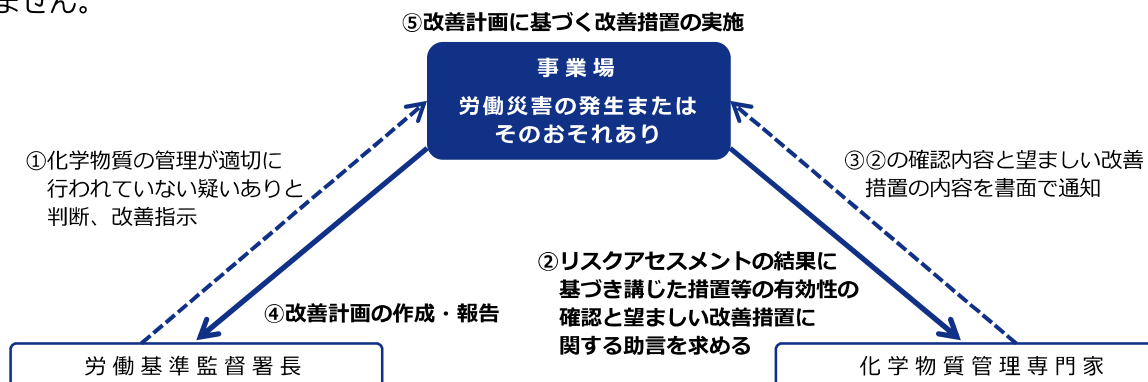 ません。
⑤改善計画に基づく改善措置の実施
事業場
労働災害の発生または
そのおそれあり
①化学物質の管理が適切に
行われていない疑いありと
判断、改善指示
③②の確認内容と望ましい改善
措置の内容を書面で通知
②リスクアセスメントの結果に
基づき講じた措置等の有効性の
確認と望ましい改善措置に
関する助言を求める
④改善計画の作成・報告
労働基準監督署長
化学物質管理専門家